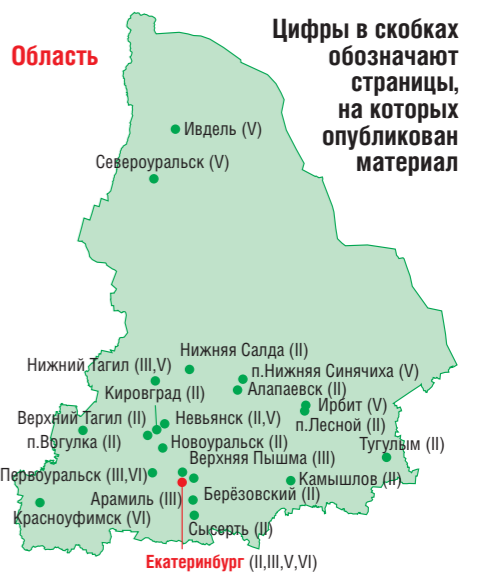 Область
Цифры в скобках
обозначают
страницы,
на которых
опубликован
материал
Ивдель (V)
Североуральск (V)
Нижняя Салда (II)
Нижний Тагил (III,V)
п.Нижняя Синячиха (V)
Кировград (II)
Алапаевск (II)
Ирбит (V)
Верхний Тагил (II)
Невьянск (II,V)
п.Лесной (II)
п.Вогулка (II)
Новоуральск (II)
Тугулым (II)
Верхняя Пышма (III)
Первоуральск (III,VI)
Камышлов (II)
Арамиль (III)
Берёзовский (II)
Красноуфимск (VI)
Сысерть (II)
Екатеринбург (II,III,V,VI)